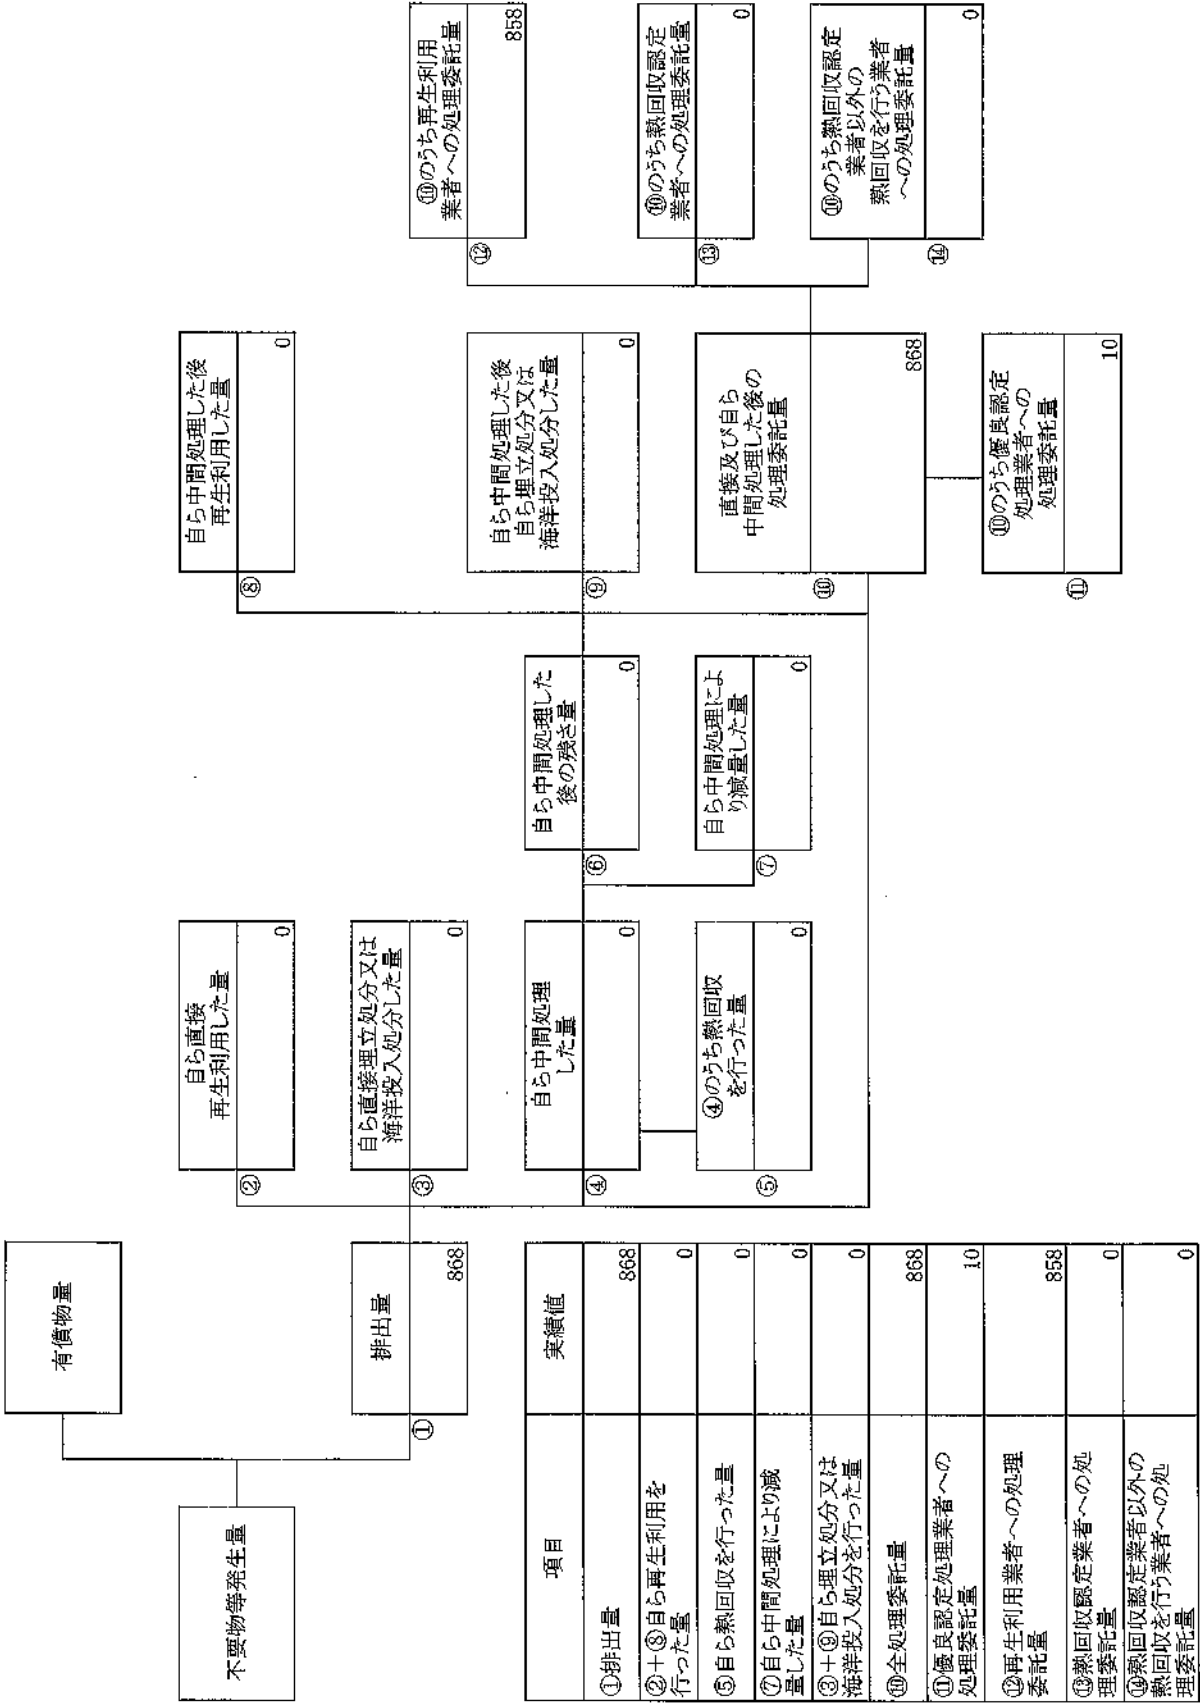 不要物等発生量
有償物量
①
排出量
868
②
自ら直接
再生利用した量
0
③
自ら直接埋立処分又は
海洋投入処分した量
0
④
自ら中間処理
した量
0
⑤
④のうち熱回収
を行った量
0
⑥
自ら中間処理した
後の残さ量
0
⑦
自ら中間処理によ
り減量した量
0
⑧
自ら中間処理した後
再生利用した量
0
⑨
自ら中間処理した後
自ら埋立処分又は
海洋投入処分した量
0
⑩
直接及び自ら
中間処理した後の
処理委託量
868
⑪
⑩のうち優良認定
処理業者への
処理委託量
10
⑫
⑩のうち再生利用
業者への処理委託量
858
⑬
⑩のうち熱回収認定
業者への処理委託量
0
⑭
⑩のうち熱回収認定
業者以外の
熱回収を行う業者
への処理委託量
0
項目 実績値
①排出量 868
②+⑧自ら再生利用を
行った量 0
⑤自ら熱回収を行った量 0
⑦自ら中間処理により減
量した量 0
③+⑨自ら埋立処分又は
海洋投入処分を行った量 0
⑩全処理委託量 868
⑪優良認定処理業者への
処理委託量 10
⑫再生利用業者への処理
委託量 858
⑬熱回収認定業者への処
理委託量 0
⑭熱回収認定業者以外の
熱回収を行う業者への処
理委託量 0